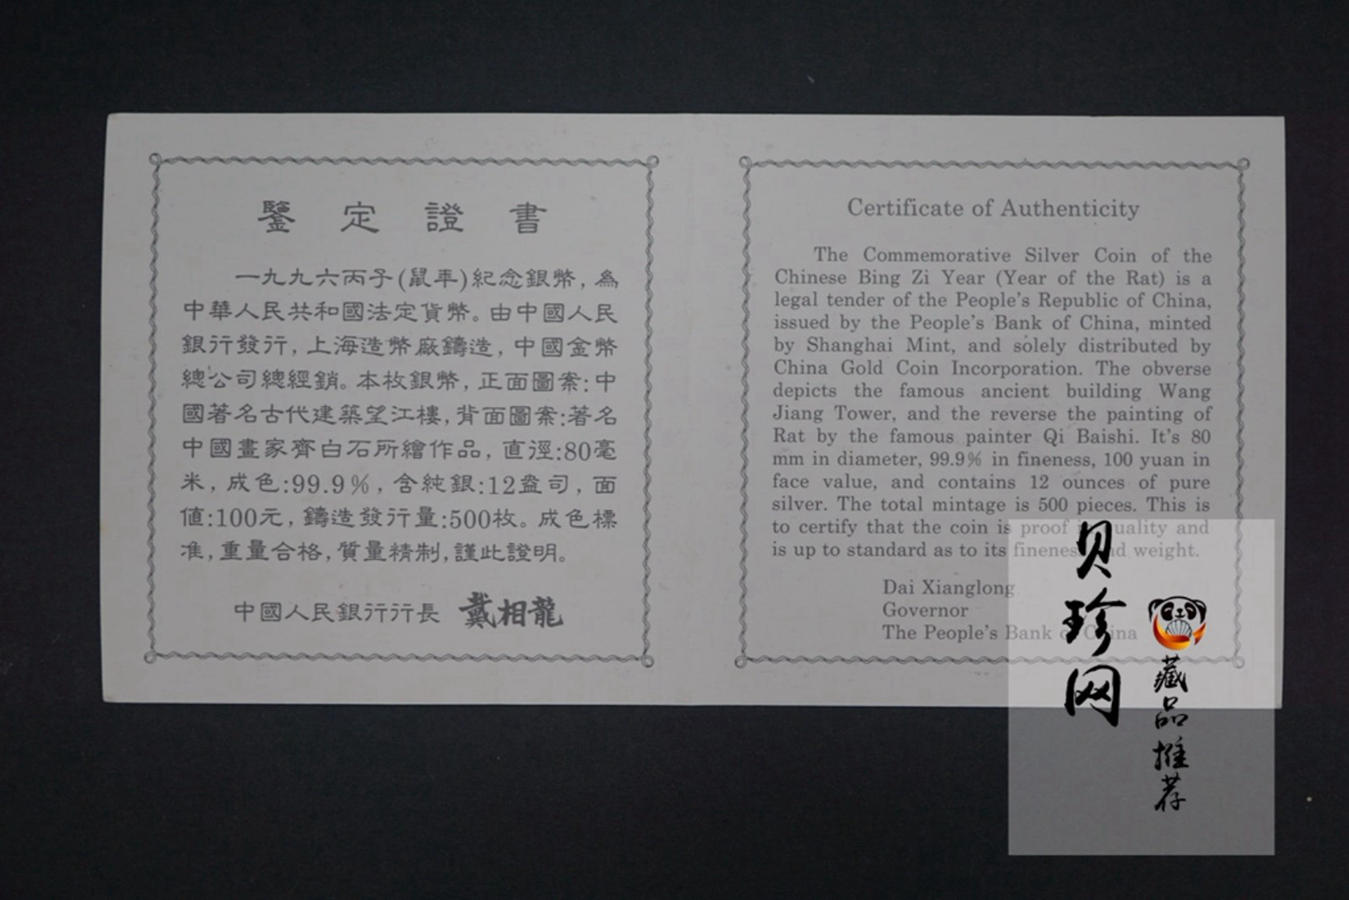 鑒定證書
一九九六丙子(鼠年)紀念銀幣,為
中華人民共和國法定貨幣。由中國人民
銀行發行,上海造幣廠鑄造,中國金幣
總公司總經銷。本枚銀幣,正面圖案:中
國著名古代建築望江樓,背面圖案:著名
中國畫家齊白石所繪作品,直徑:80毫
米,成色:99.9%,含純銀:12盎司,面
值:100元,鑄造發行量:500枚。成色標
准,重量合格,質量精制,謹此證明。
中國人民銀行行長 戴相龍
Certificate of Authenticity
The Commemorative Silver Coin of the
Chinese Bing Zi Year (Year of the Rat) is a
legal tender of the People's Republic of China,
issued by the People's Bank of China, minted
by Shanghai Mint, and solely distributed by
China Gold Coin Incorporation. The obverse
depicts the famous ancient building Wang
Jiang Tower, and the reverse the painting of
Rat by the famous painter Qi Baishi. It's 80
mm in diameter, 99.9% in fineness, 100 yuan in
face value, and contains 12 ounces of pure
silver. The total mintage is 500 pieces. This is
to certify that the coin is proof quality and
is up to standard as to its fineness and weight.
Dai Xianglong
Governor
The People's Bank of China
贝珍网
藏品推荐